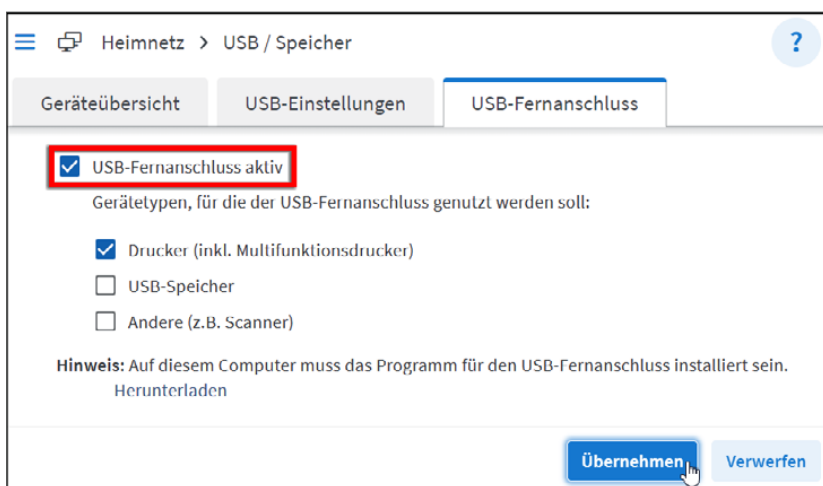 Heimnetz > USB / Speicher
?
Geräteübersicht USB-Einstellungen USB-Fernanschluss
USB-Fernanschluss aktiv
Gerätetypen, für die der USB-Fernanschluss genutzt werden soll:
Drucker (inkl. Multifunktionsdrucker)
USB-Speicher
Andere (z.B. Scanner)
Hinweis: Auf diesem Computer muss das Programm für den USB-Fernanschluss installiert sein.
Herunterladen
Übernehmen Verwerfen